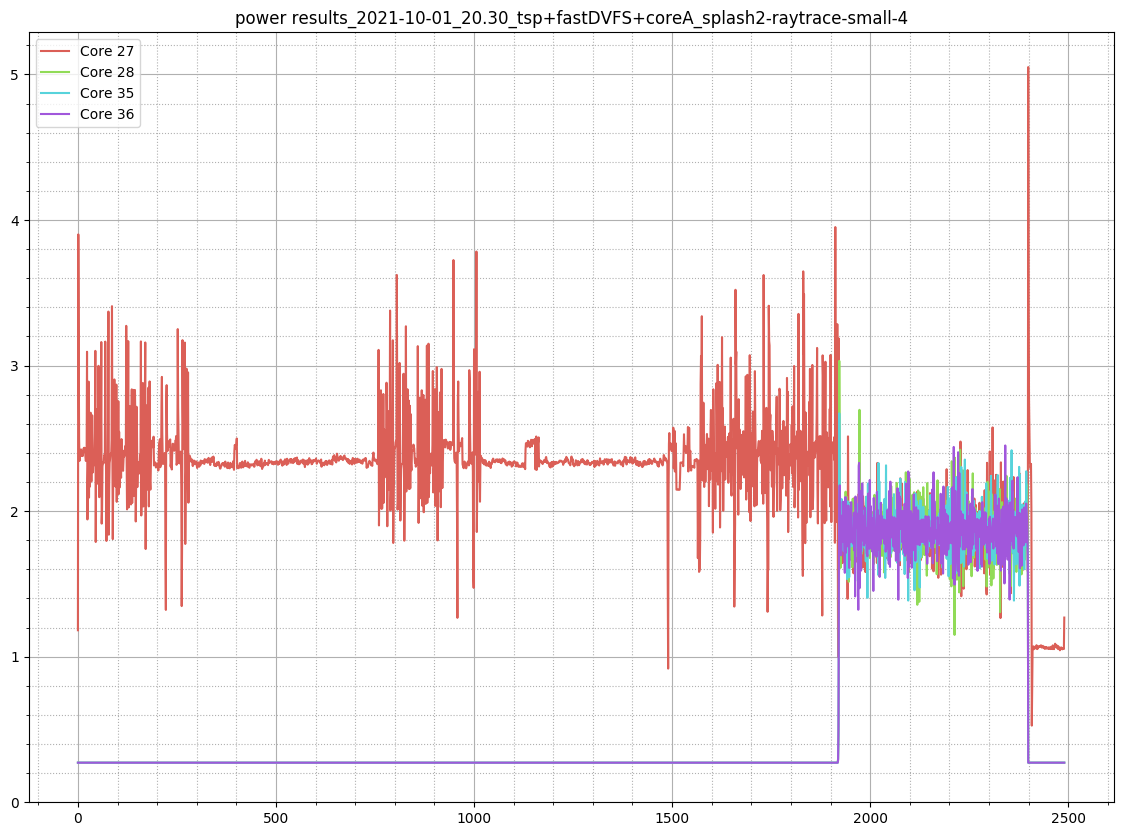 power results_2021-10-01_20.30_tsp+fastDVFS+coreA_splash2-raytrace-small-4
Core 27
Core 28
Core 35
Core 36
5
4
3
2
1
0
0 500 1000 1500 2000 2500